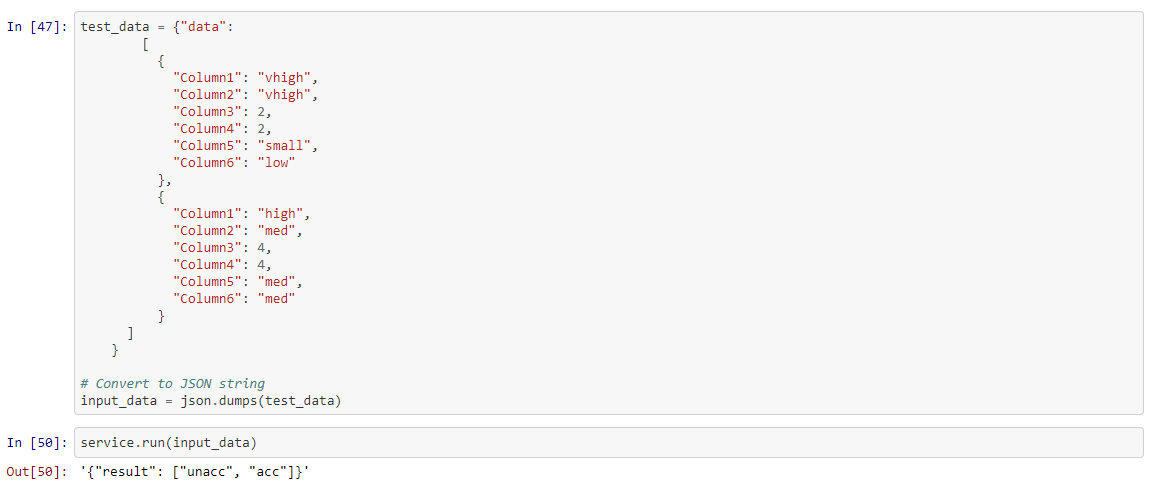 In [47]: test_data = {"data":
        [
          {
            "Column1": "vhigh",
            "Column2": "vhigh",
            "Column3": 2,
            "Column4": 2,
            "Column5": "small",
            "Column6": "low"
          },
          {
            "Column1": "high",
            "Column2": "med",
            "Column3": 4,
            "Column4": 4,
            "Column5": "med",
            "Column6": "med"
          }
      ]
    }
# Convert to JSON string
input_data = json.dumps(test_data)
In [50]: service.run(input_data)
Out[50]: '{"result": ["unacc", "acc"]}'